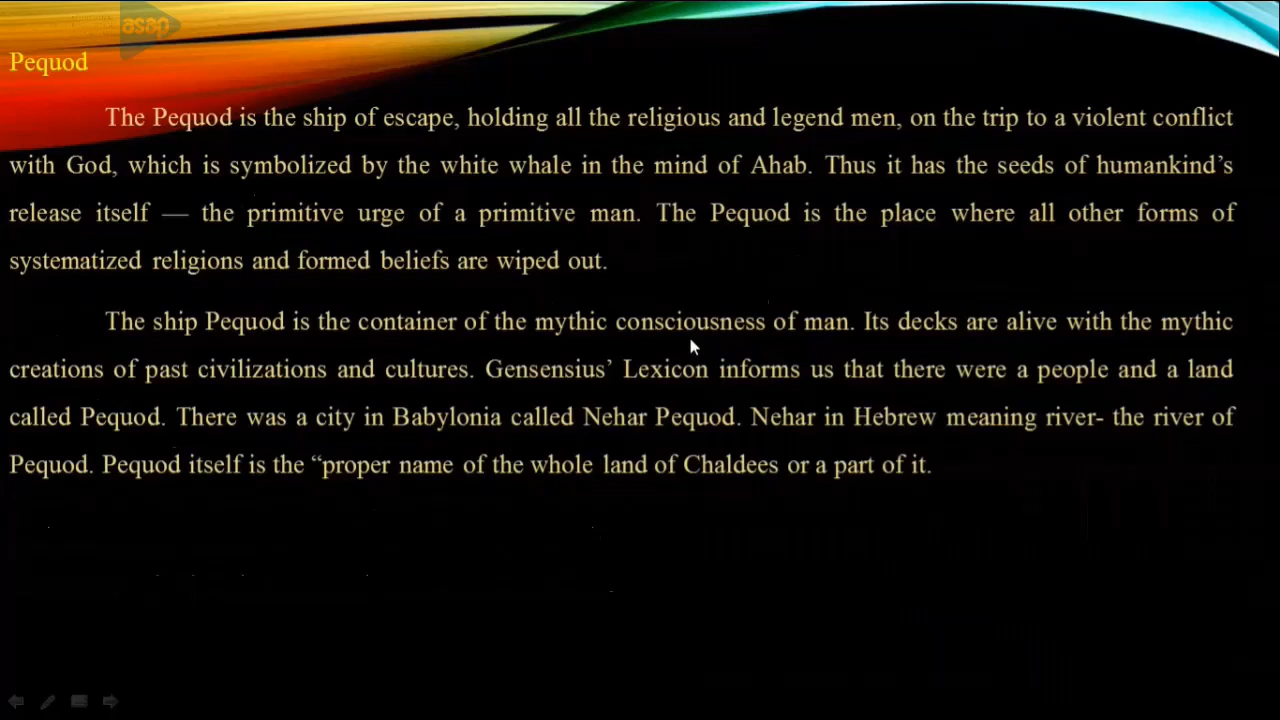 asap
Pequod
The Pequod is the ship of escape, holding all the religious and legend men, on the trip to a violent conflict
with God, which is symbolized by the white whale in the mind of Ahab. Thus it has the seeds of humankind’s
release itself — the primitive urge of a primitive man. The Pequod is the place where all other forms of
systematized religions and formed beliefs are wiped out.
The ship Pequod is the container of the mythic consciousness of man. Its decks are alive with the mythic
creations of past civilizations and cultures. Gensensius’ Lexicon informs us that there were a people and a land
called Pequod. There was a city in Babylonia called Nehar Pequod. Nehar in Hebrew meaning river- the river of
Pequod. Pequod itself is the “proper name of the whole land of Chaldees or a part of it.